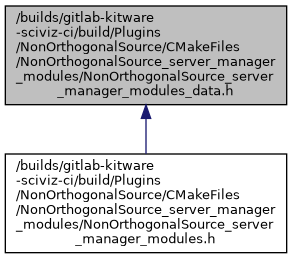 /builds/gitlab-kitware
-sciviz-ci/build/Plugins
/NonOrthogonalSource/CMakeFiles
/NonOrthogonalSource_server_manager
_modules/NonOrthogonalSource_server
_manager_modules_data.h
/builds/gitlab-kitware
-sciviz-ci/build/Plugins
/NonOrthogonalSource/CMakeFiles
/NonOrthogonalSource_server_manager
_modules/NonOrthogonalSource_server
_manager_modules.h